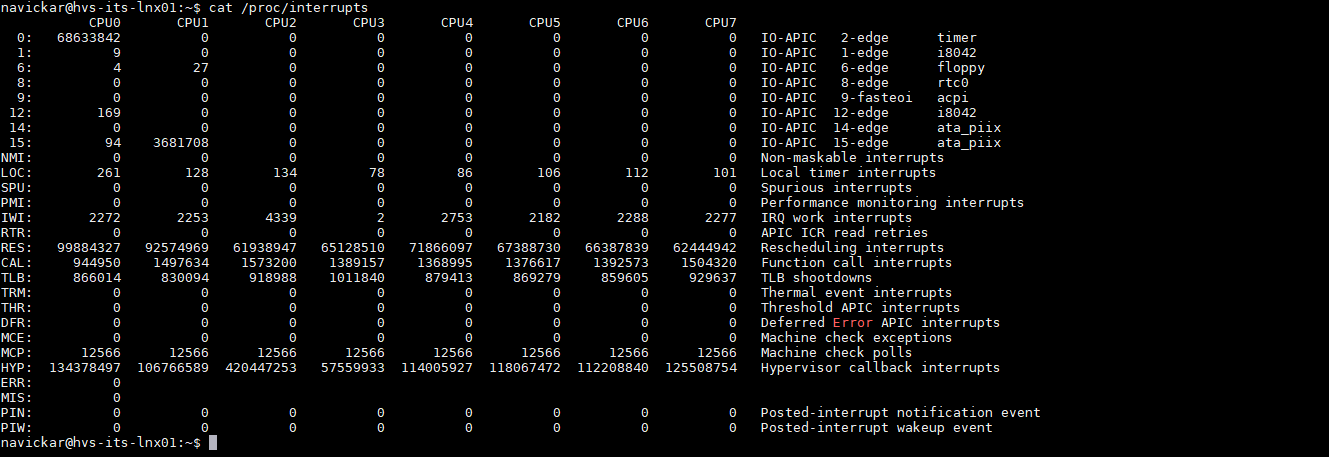 navickar@hvs-its-lnx01:~$ cat /proc/interrupts
CPU0 CPU1 CPU2 CPU3 CPU4 CPU5 CPU6 CPU7
0: 68633842 0 0 0 0 0 0 0 IO-APIC 2-edge timer
1: 9 0 0 0 0 0 0 0 IO-APIC 1-edge i8042
6: 4 27 0 0 0 0 0 0 IO-APIC 6-edge floppy
8: 0 0 0 0 0 0 0 0 IO-APIC 8-edge rtc0
9: 0 0 0 0 0 0 0 0 IO-APIC 9-fasteoi acpi
12: 169 0 0 0 0 0 0 0 IO-APIC 12-edge i8042
14: 0 0 0 0 0 0 0 0 IO-APIC 14-edge ata_piix
15: 94 3681708 0 0 0 0 0 0 IO-APIC 15-edge ata_piix
NMI: 0 0 0 0 0 0 0 0 Non-maskable interrupts
LOC: 261 128 134 78 86 106 112 101 Local timer interrupts
SPU: 0 0 0 0 0 0 0 0 Spurious interrupts
PMI: 0 0 0 0 0 0 0 0 Performance monitoring interrupts
IWI: 2272 2253 4339 2 2753 2182 2288 2277 IRQ work interrupts
RTR: 0 0 0 0 0 0 0 0 APIC ICR read retries
RES: 99884327 92574969 61938947 65128510 71866097 67388730 66387839 62444942 Rescheduling interrupts
CAL: 944950 1497634 1573200 1389157 1368995 1376617 1392573 1504320 Function call interrupts
TLB: 866014 830094 918988 1011840 879413 869279 859605 929637 TLB shootdowns
TRM: 0 0 0 0 0 0 0 0 Thermal event interrupts
THR: 0 0 0 0 0 0 0 0 Threshold APIC interrupts
DFR: 0 0 0 0 0 0 0 0 Deferred Error APIC interrupts
MCE: 0 0 0 0 0 0 0 0 Machine check exceptions
MCP: 12566 12566 12566 12566 12566 12566 12566 12566 Machine check polls
HYP: 134378497 106766589 420447253 57559933 114005927 118067472 112208840 125508754 Hypervisor callback interrupts
ERR: 0
MIS: 0
PIN: 0 0 0 0 0 0 0 0 Posted-interrupt notification event
PIW: 0 0 0 0 0 0 0 0 Posted-interrupt wakeup event
navickar@hvs-its-lnx01:~$